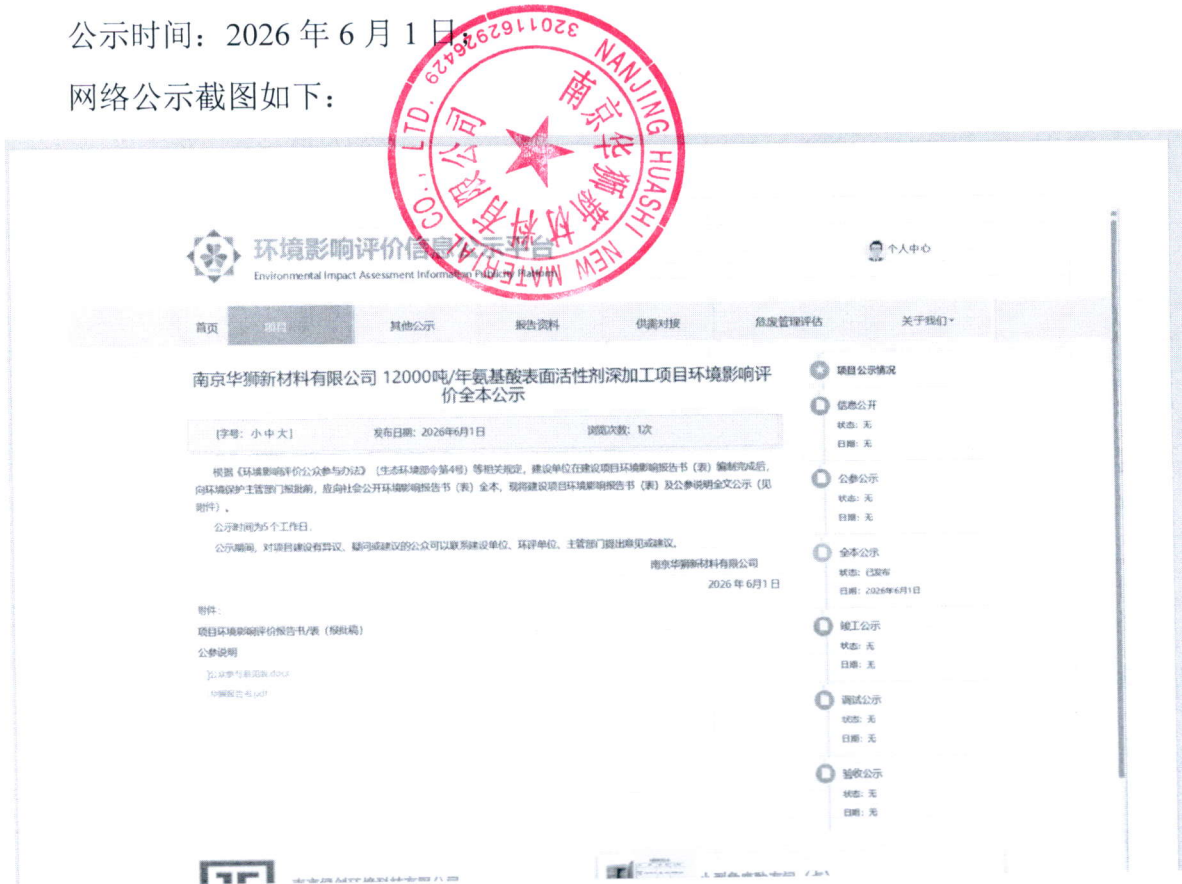 公示时间：2026 年 6 月 1 日；
网络公示截图如下：
3201162926429
NANJING HUASHI NEW MATERIAL CO., LTD.
南京华狮新材料有限公司
环境影响评价信息公示平台
Environmental Impact Assessment Information Publicity Platform
个人中心
首页 项目 其他公示 报告资料 供需对接 危废管理评估 关于我们
南京华狮新材料有限公司 12000吨/年氨基酸表面活性剂深加工项目环境影响评
价全本公示
[字号：小 中 大] 发布日期：2026年6月1日 浏览次数：1次
根据《环境影响评价公众参与办法》（生态环境部令第4号）等相关规定，建设单位在建设项目环境影响报告书（表）编制完成后，
向环境保护主管部门报批前，应向社会公开环境影响报告书（表）全本，现将建设项目环境影响报告书（表）及公参说明全文公示（见
附件）。
公示时间为5个工作日。
公示期间，对项目建设有异议、疑问或建议的公众可以联系建设单位、环评单位、主管部门提出意见或建议。
南京华狮新材料有限公司
2026 年 6月1 日
附件：
项目环境影响评价报告书/表（报批稿）
公参说明
项目公示情况
信息公开
状态：无
日期：无
公参公示
状态：无
日期：无
全本公示
状态：已发布
日期：2026年6月1日
竣工公示
状态：无
日期：无
调试公示
状态：无
日期：无
验收公示
状态：无
日期：无